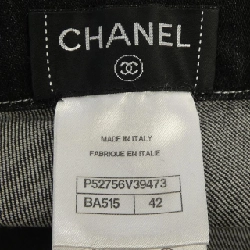 CHANEL
MADE IN ITALY
FABRIQUE EN ITALIE
P52756V39473
BA515 42